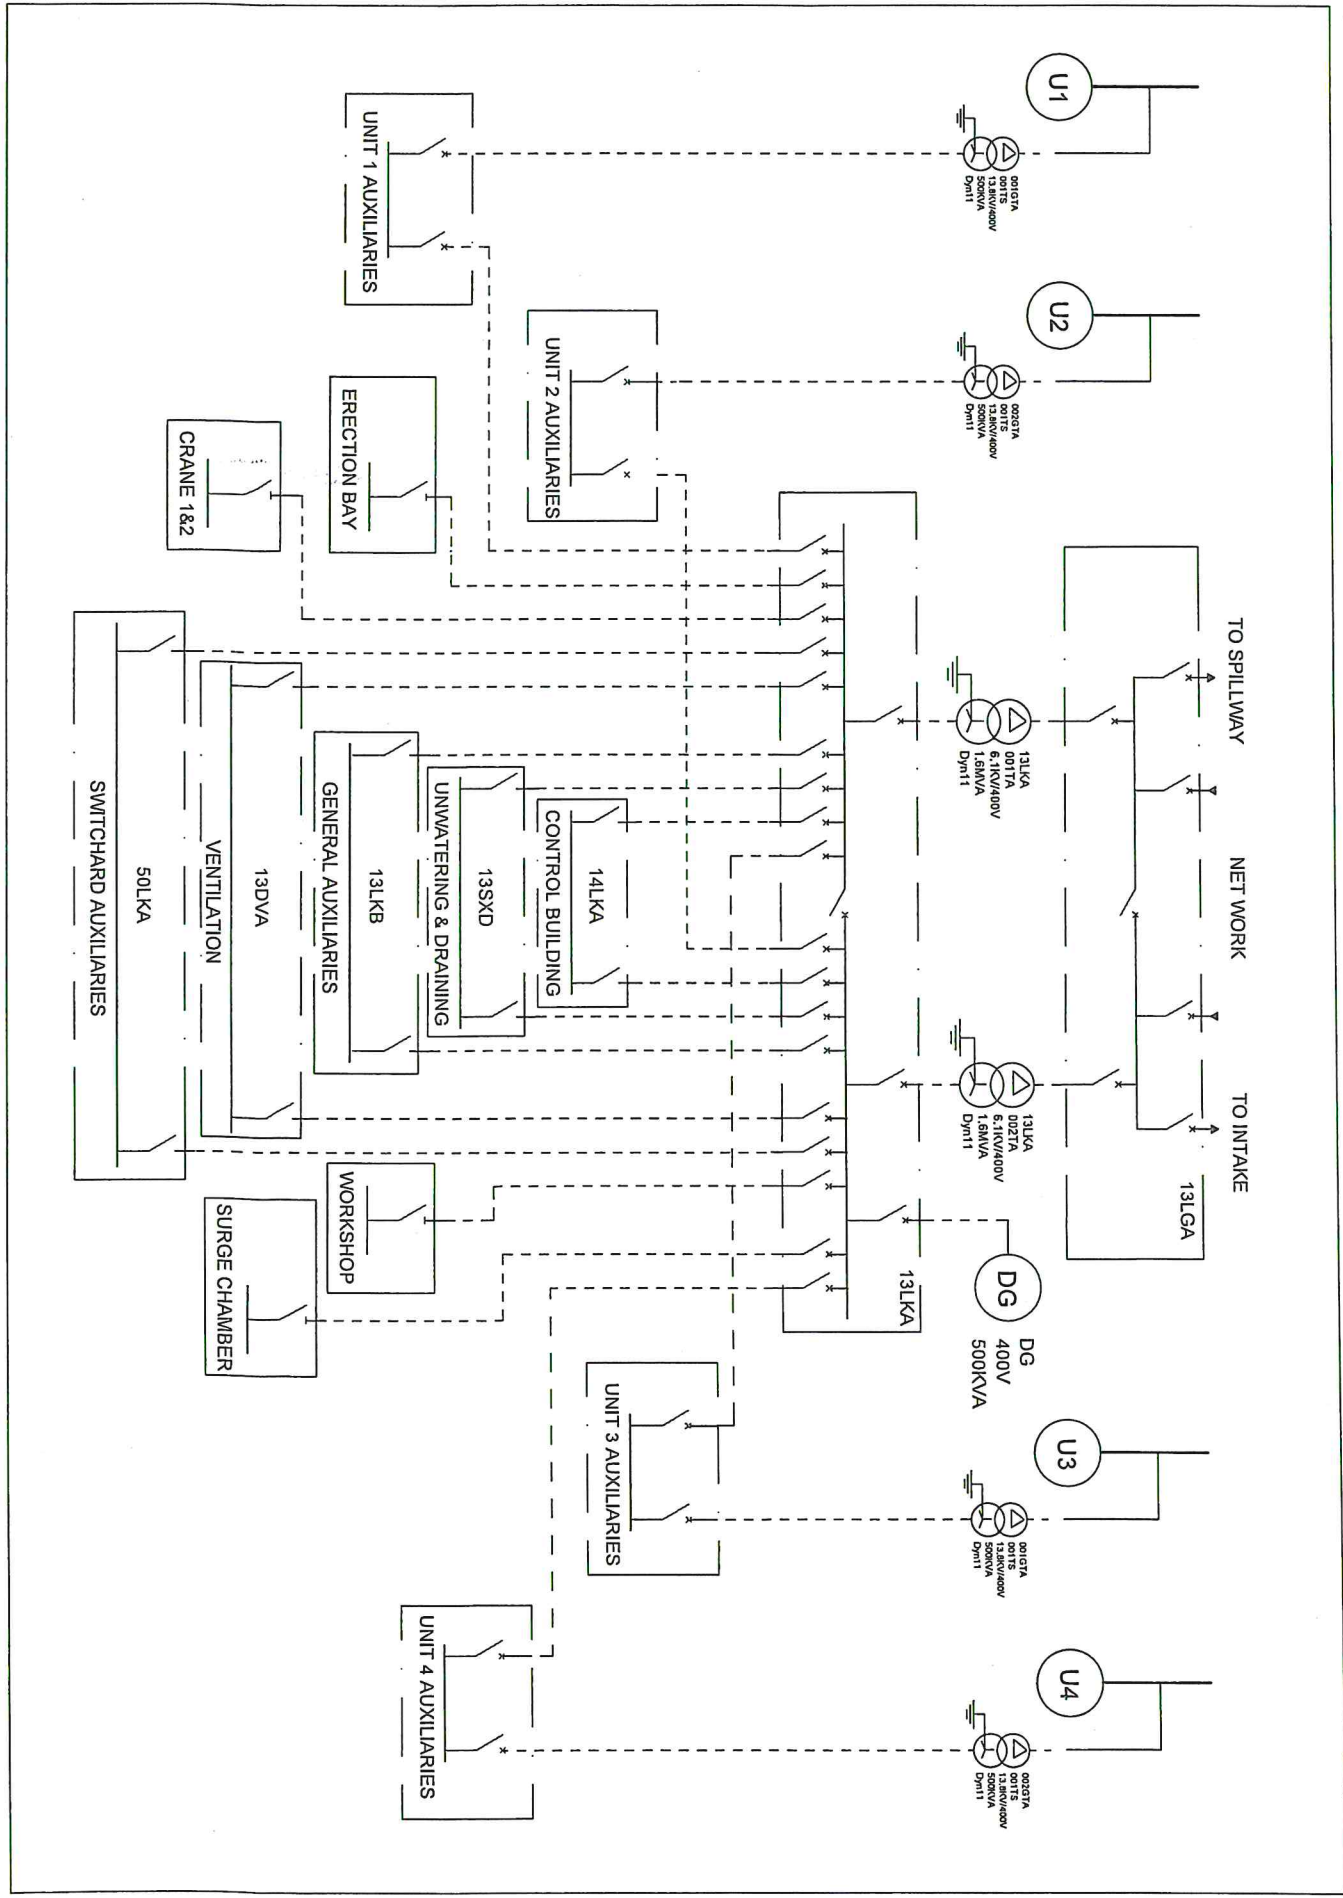 TO SPILLWAY
NET WORK
TO INTAKE
13LGA
U1
001GTA
001TS
13.8KV/400V
500KVA
Dyn11
U2
002GTA
001TS
13.8KV/400V
500KVA
Dyn11
13LKA
001TA
6.1KV/400V
1.6MVA
Dyn11
13LKA
002TA
6.1KV/400V
1.6MVA
Dyn11
DG
DG
400V
500KVA
13LKA
U3
001GTA
001TS
13.8KV/400V
500KVA
Dyn11
U4
002GTA
001TS
13.8KV/400V
500KVA
Dyn11
UNIT 1 AUXILIARIES
UNIT 2 AUXILIARIES
UNIT 3 AUXILIARIES
UNIT 4 AUXILIARIES
14LKA
CONTROL BUILDING
13SXD
UNWATERING & DRAINING
13LKB
GENERAL AUXILIARIES
ERECTION BAY
WORKSHOP
13DVA
VENTILATION
CRANE 1&2
SURGE CHAMBER
50LKA
SWITCHARD AUXILIARIES